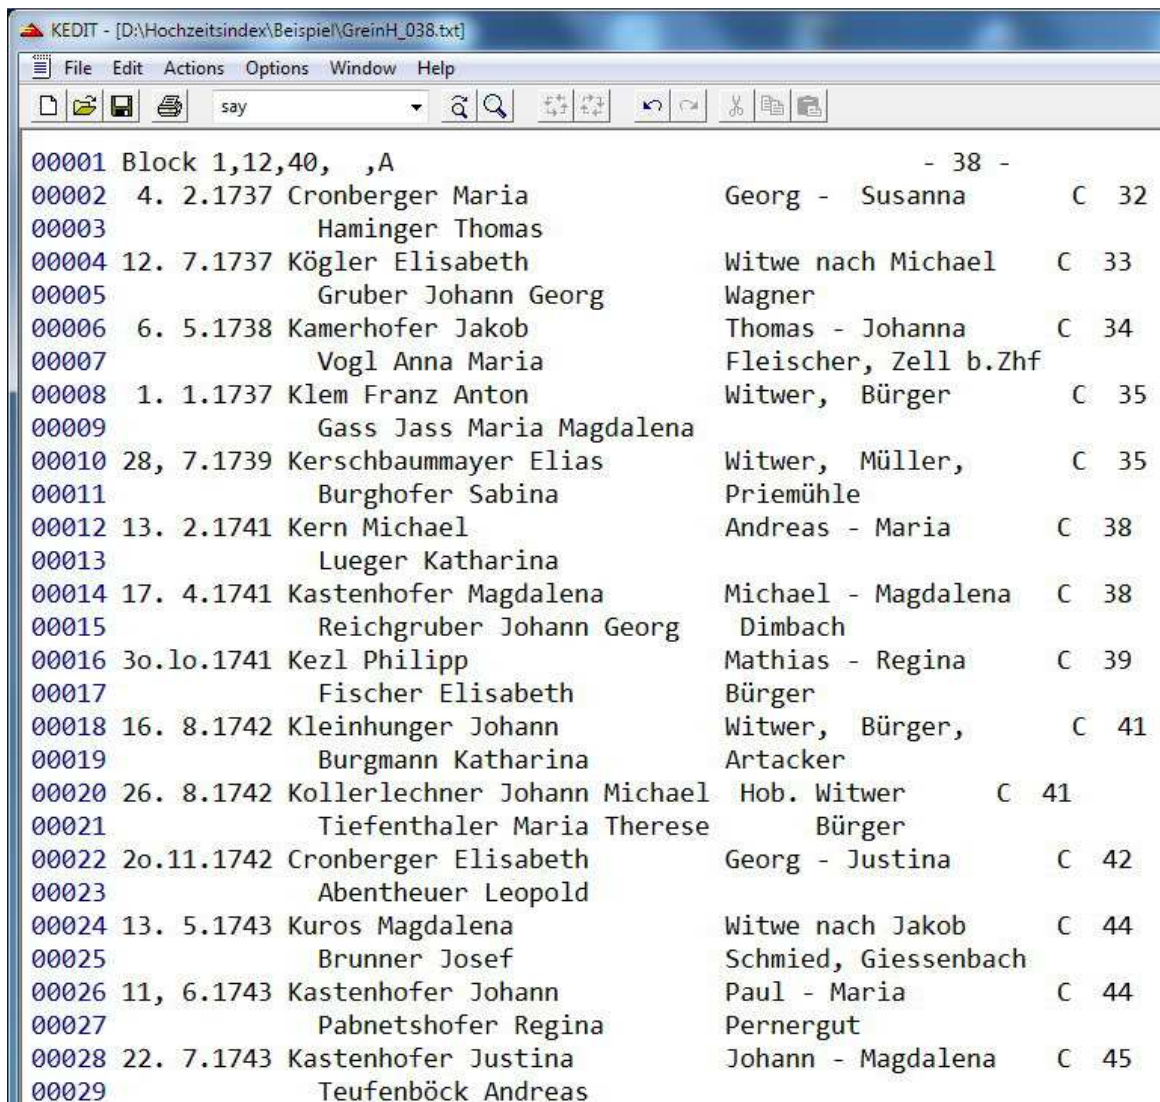 KEDIT - [D:\Hochzeitsindex\Beispiel\GreinH_038.txt]
File Edit Actions Options Window Help
say
00001 Block 1,12,40,  ,A - 38 -
00002  4. 2.1737 Cronberger Maria Georg -  Susanna C  32
00003 Haminger Thomas
00004 12. 7.1737 Kögler Elisabeth Witwe nach Michael C  33
00005 Gruber Johann Georg Wagner
00006  6. 5.1738 Kamerhofer Jakob Thomas - Johanna C  34
00007 Vogl Anna Maria Fleischer, Zell b.Zhf
00008  1. 1.1737 Klem Franz Anton Witwer,  Bürger C  35
00009 Gass Jass Maria Magdalena
00010 28, 7.1739 Kerschbaummayer Elias Witwer,  Müller, C  35
00011 Burghofer Sabina Priemühle
00012 13. 2.1741 Kern Michael Andreas - Maria C  38
00013 Lueger Katharina
00014 17. 4.1741 Kastenhofer Magdalena Michael - Magdalena C  38
00015 Reichgruber Johann Georg Dimbach
00016 3o.lo.1741 Kezl Philipp Mathias - Regina C  39
00017 Fischer Elisabeth Bürger
00018 16. 8.1742 Kleinhunger Johann Witwer,  Bürger, C  41
00019 Burgmann Katharina Artacker
00020 26. 8.1742 Kollerlechner Johann Michael Hob. Witwer C  41
00021 Tiefenthaler Maria Therese Bürger
00022 2o.11.1742 Cronberger Elisabeth Georg - Justina C  42
00023 Abentheuer Leopold
00024 13. 5.1743 Kuros Magdalena Witwe nach Jakob C  44
00025 Brunner Josef Schmied, Giessenbach
00026 11, 6.1743 Kastenhofer Johann Paul - Maria C  44
00027 Pabnetshofer Regina Pernergut
00028 22. 7.1743 Kastenhofer Justina Johann - Magdalena C  45
00029 Teufenböck Andreas